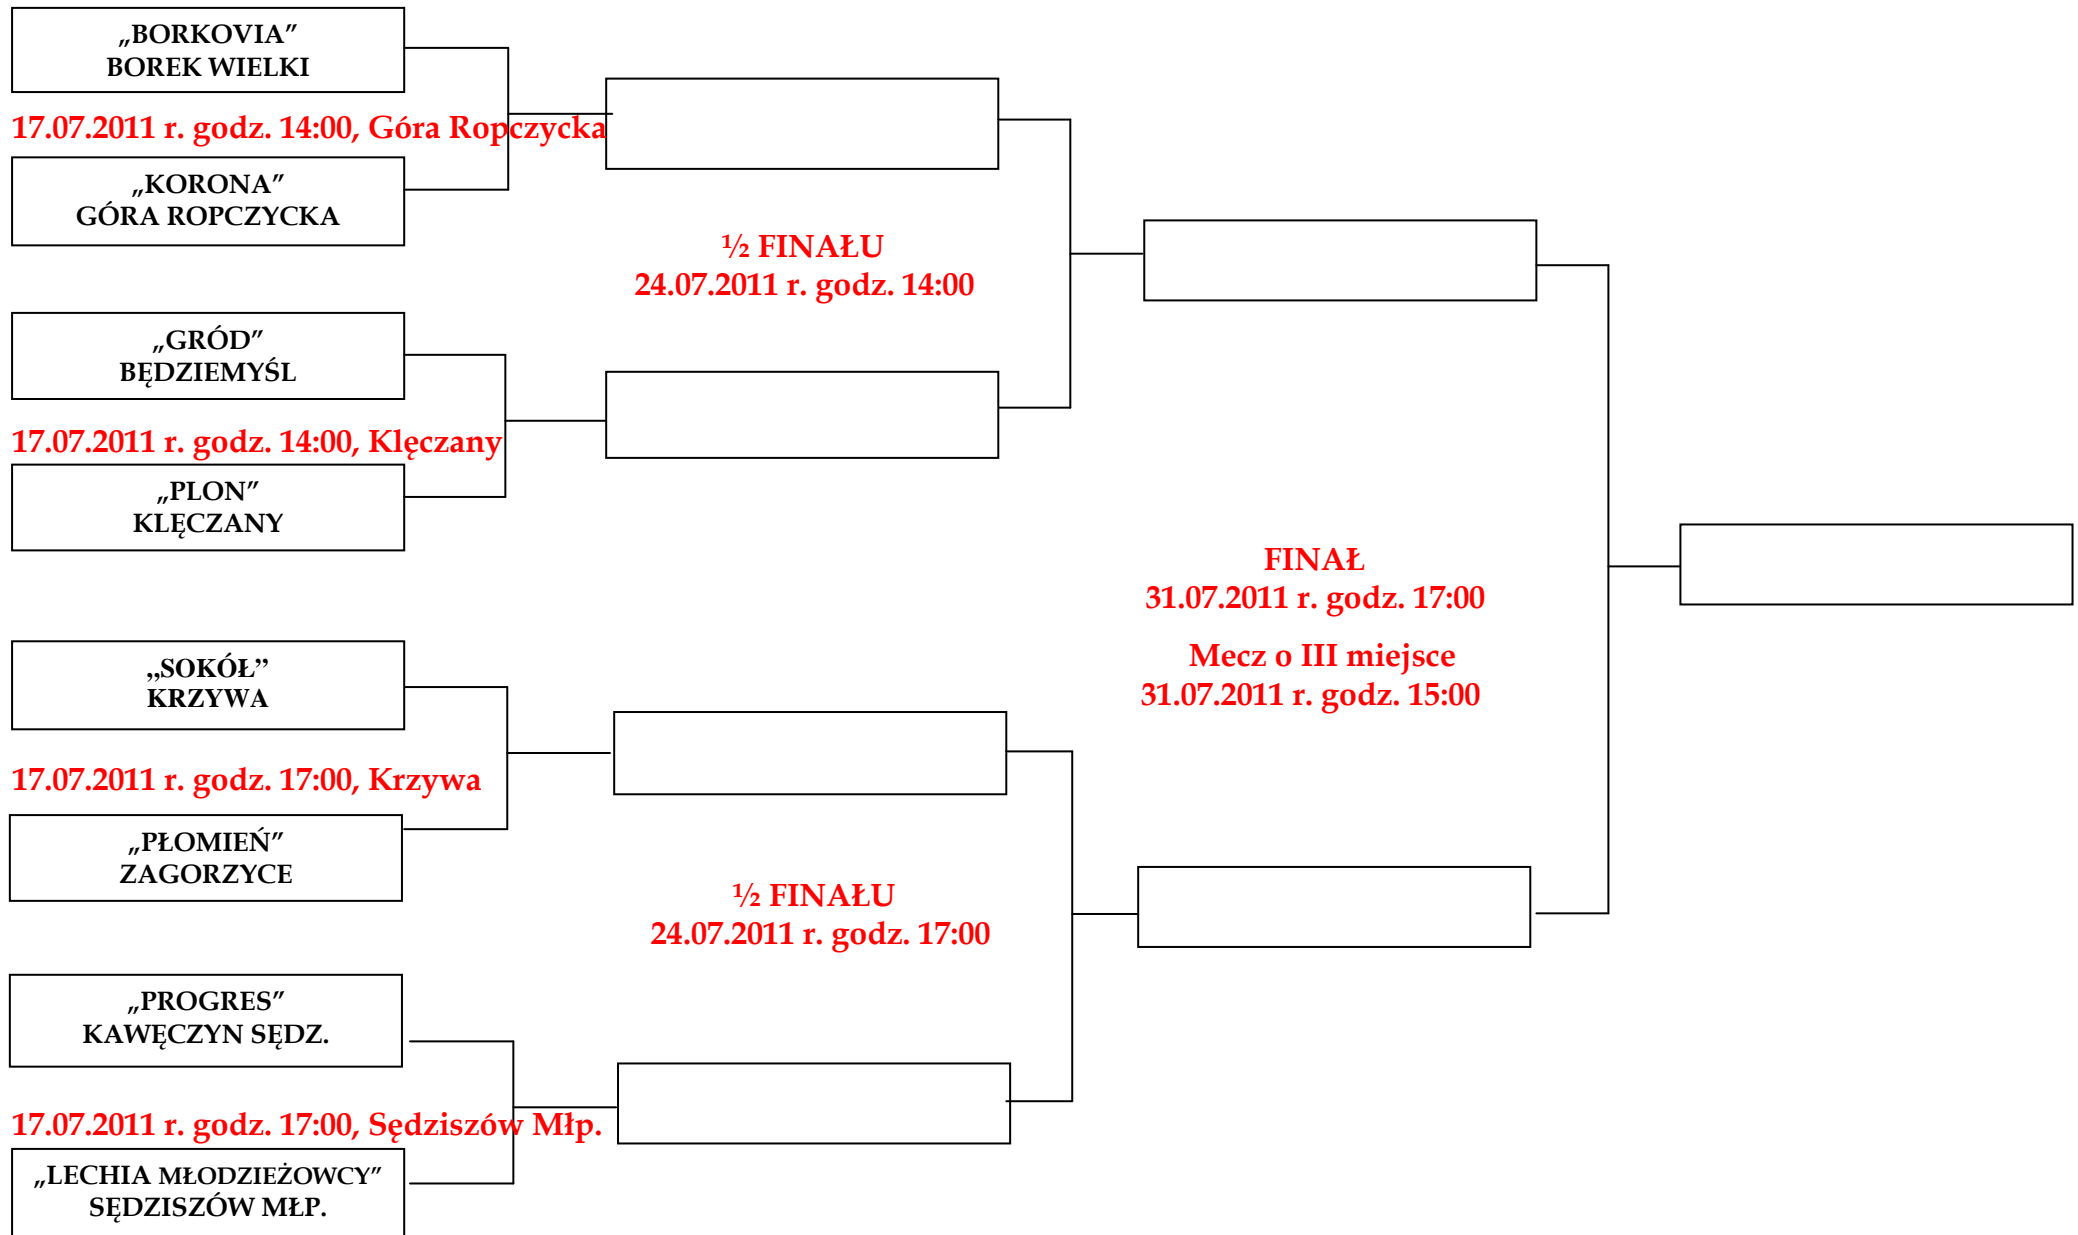 „BORKOVIA”
BOREK WIELKI
17.07.2011 r. godz. 14:00, Góra Ropczycka
„KORONA”
GÓRA ROPCZYCKA
½ FINAŁU
24.07.2011 r. godz. 14:00
„GRÓD”
BĘDZIEMYŚL
17.07.2011 r. godz. 14:00, Klęczany
„PLON”
KLĘCZANY
FINAŁ
31.07.2011 r. godz. 17:00
Mecz o III miejsce
31.07.2011 r. godz. 15:00
„SOKÓŁ”
KRZYWA
17.07.2011 r. godz. 17:00, Krzywa
„PŁOMIEŃ”
ZAGORZYCE
½ FINAŁU
24.07.2011 r. godz. 17:00
„PROGRES”
KAWĘCZYN SĘDZ.
17.07.2011 r. godz. 17:00, Sędziszów Młp.
„LECHIA MŁODZIEŻOWCY”
SĘDZISZÓW MŁP.